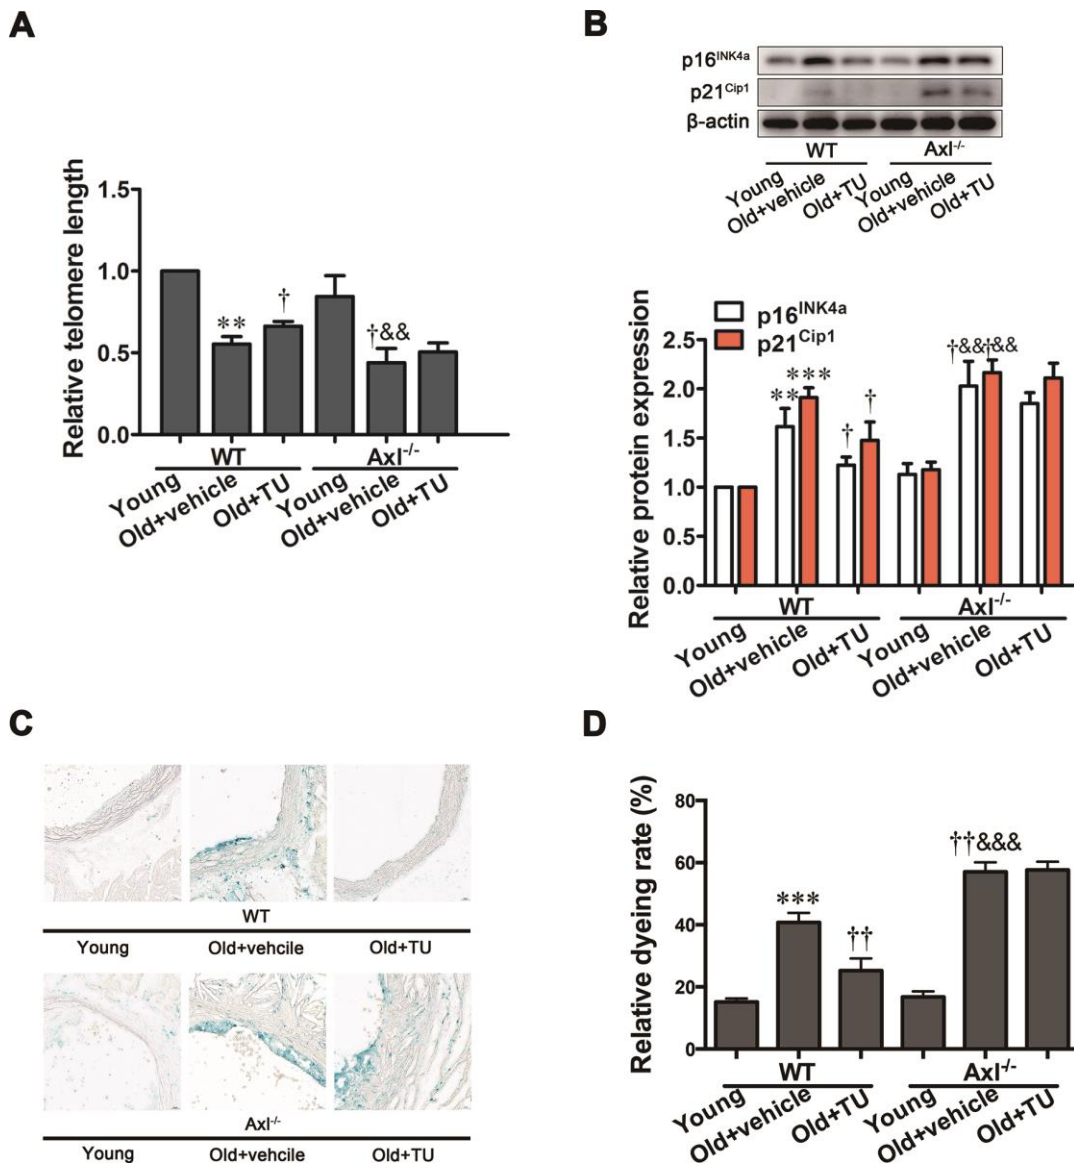 A
Relative telomere length
1.5
1.0
0.5
0.0
**
†
†&&
WT
Axl-/-
Young
Old+vehicle
Old+TU
Young
Old+vehicle
Old+TU
B
p16INK4a
p21Cip1
β-actin
WT
Axl-/-
Young
Old+vehicle
Old+TU
Young
Old+vehicle
Old+TU
p16INK4a
p21Cip1
Relative protein expression
2.5
2.0
1.5
1.0
0.5
0.0
**
***
†
†
†&&
†&&
WT
Axl-/-
Young
Old+vehicle
Old+TU
Young
Old+vehicle
Old+TU
C
WT
Young Old+vehcile Old+TU
Axl-/-
Young Old+vehcile Old+TU
D
Relative dyeing rate (%)
80
60
40
20
0
***
††
††&&&
WT
Axl-/-
Young
Old+vehicle
Old+TU
Young
Old+vehicle
Old+TU